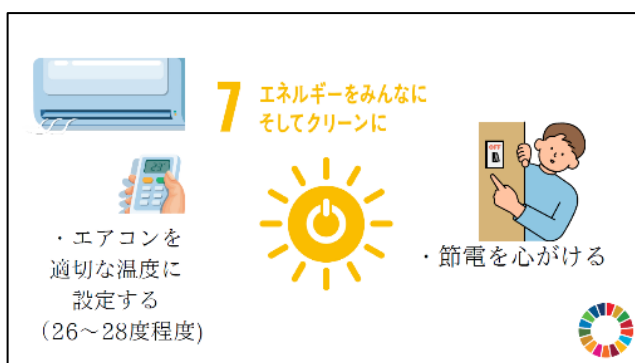 7 エネルギーをみんなに
そしてクリーンに
・エアコンを
適切な温度に
設定する
(26〜28度程度)
OFF
・節電を心がける